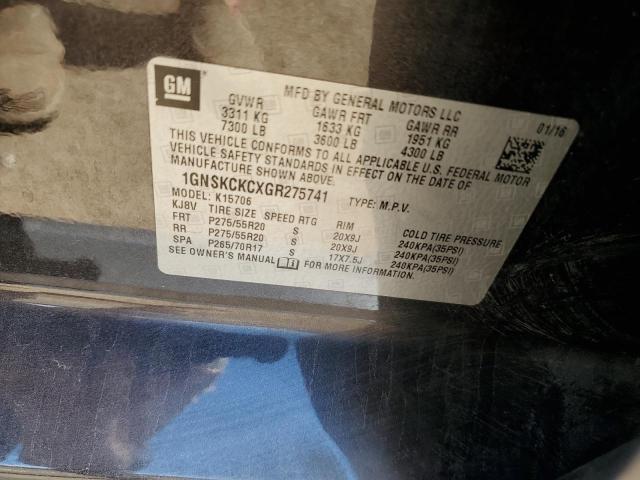 GM
MFD BY GENERAL MOTORS LLC
GVWR GAWR FRT GAWR RR 01/16
3311 KG 1633 KG 1951 KG
7300 LB 3600 LB 4300 LB
THIS VEHICLE CONFORMS TO ALL APPLICABLE U.S. FEDERAL MOTOR
VEHICLE SAFETY STANDARDS IN EFFECT ON THE DATE OF
MANUFACTURE SHOWN ABOVE.
1GNSKCKCXGR275741 TYPE: M.P.V.
MODEL: K15706
KJ8V TIRE SIZE SPEED RTG RIM COLD TIRE PRESSURE
FRT P275/55R20 S 20X9J 240KPA(35PSI)
RR P275/55R20 S 20X9J 240KPA(35PSI)
SPA P265/70R17 S 17X7.5J 240KPA(35PSI)
SEE OWNER'S MANUAL FOR MORE INFORMATION.